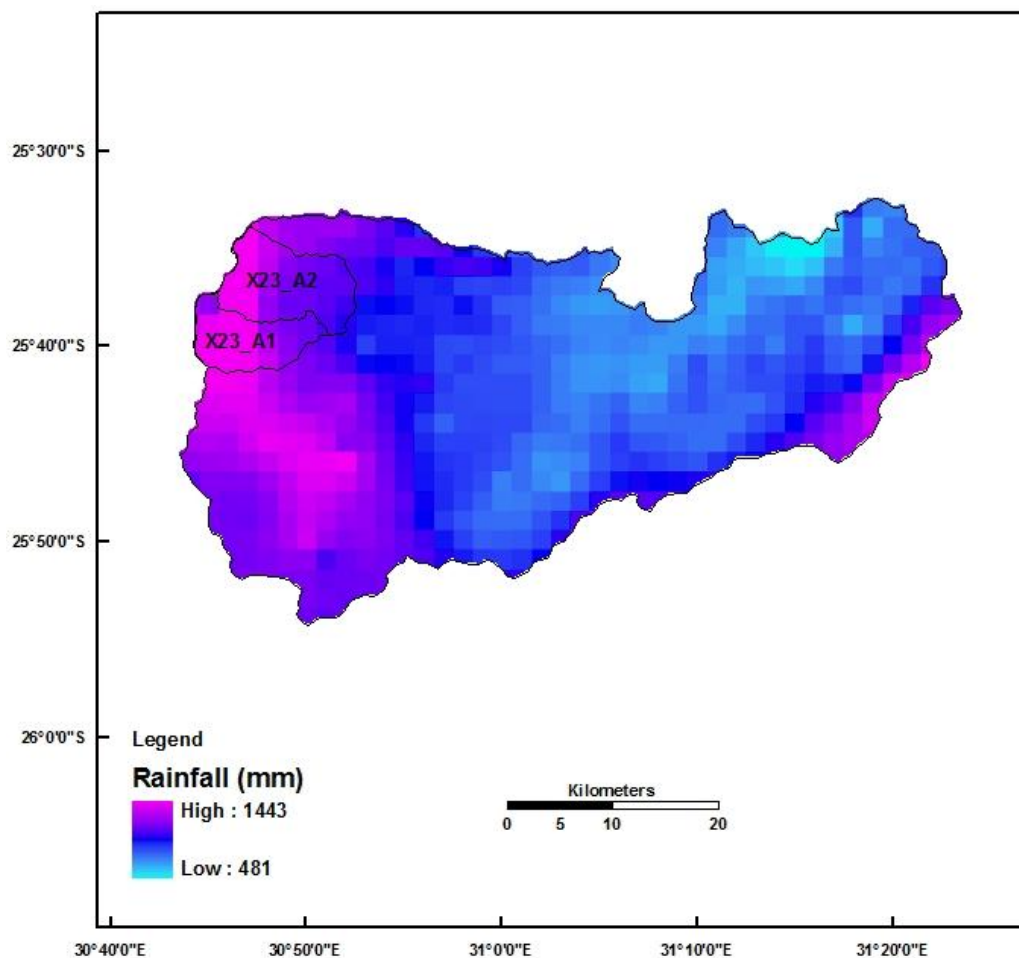 25°30'0"S
X23_A2
X23_A1
25°40'0"S
25°50'0"S
26°0'0"S
Legend
Rainfall (mm)
High : 1443
Low : 481
Kilometers
0 5 10 20
30°40'0"E 30°50'0"E 31°0'0"E 31°10'0"E 31°20'0"E